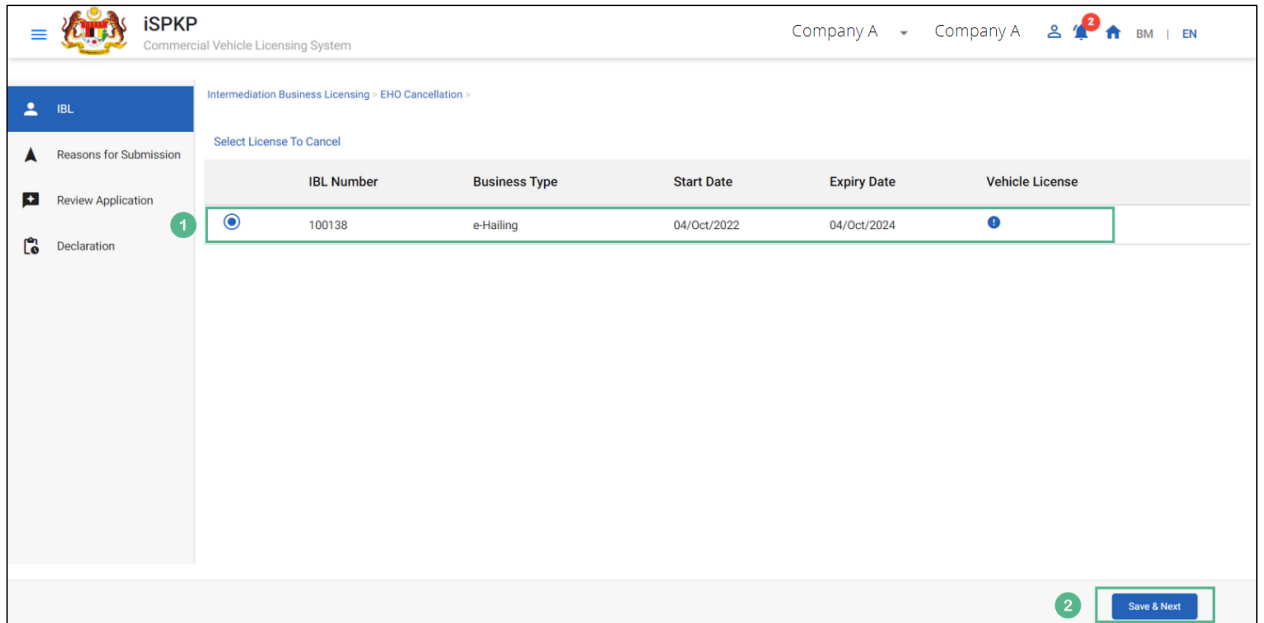 iSPKP
Commercial Vehicle Licensing System
Company A
Company A
2
BM | EN
IBL
Reasons for Submission
Review Application
Declaration
Intermediation Business Licensing > EHO Cancellation >
Select License To Cancel
IBL Number Business Type Start Date Expiry Date Vehicle License
1
100138 e-Hailing 04/Oct/2022 04/Oct/2024
2
Save & Next